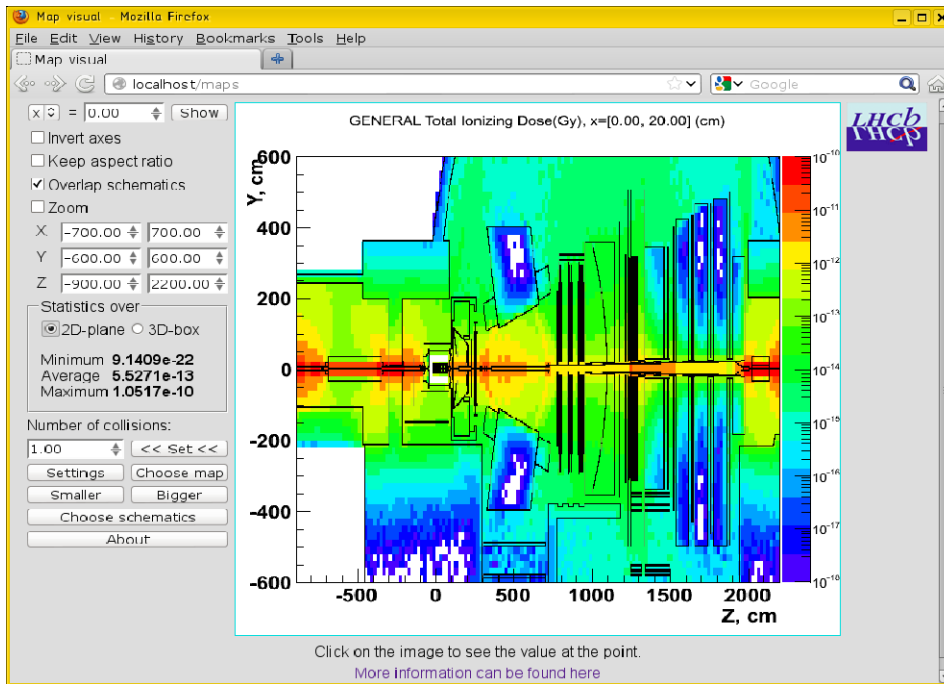 Map visual - Mozilla Firefox
File Edit View History Bookmarks Tools Help
Map visual
localhost/maps
Google
x = 0.00 Show
Invert axes
Keep aspect ratio
Overlap schematics
Zoom
X -700.00 700.00
Y -600.00 600.00
Z -900.00 2200.00
Statistics over
2D-plane 3D-box
Minimum 9.1409e-22
Average 5.5271e-13
Maximum 1.0517e-10
Number of collisions:
1.00 << Set <<
Settings Choose map
Smaller Bigger
Choose schematics
About
GENERAL Total Ionizing Dose(Gy), x=[0.00, 20.00] (cm)
LHCb
Y, cm
600
400
200
0
-200
-400
-600
-500 0 500 1000 1500 2000
Z, cm
10^-10
10^-11
10^-12
10^-13
10^-14
10^-15
10^-16
10^-17
10^-18
Click on the image to see the value at the point.
More information can be found here